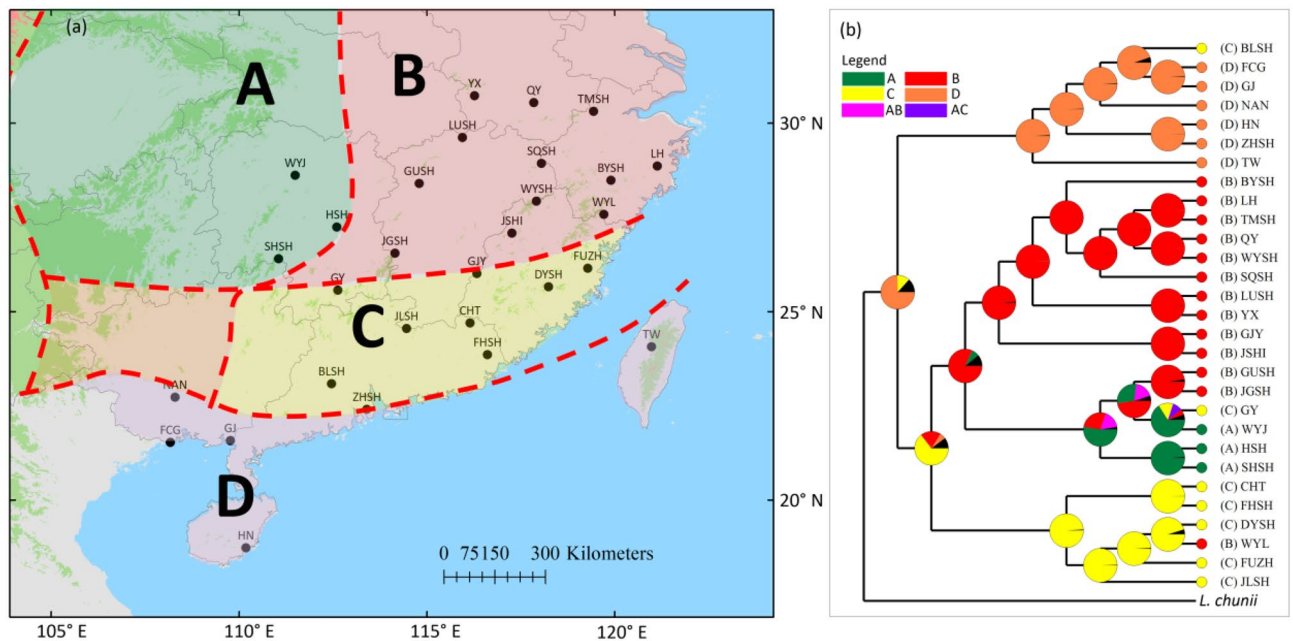 (a)
A
B
YX
QY
TMSH
30° N
LUSH
SQSH
LH
WYJ
GUSH
BYSH
WYSH
WYL
HSH
JSHI
SHSH
JGSH
GJY
FUZH
GY
DYSH
25° N
C
JLSH
CHT
TW
FHSH
BLSH
NAN
ZHSH
FCG
GJ
D
20° N
HN
0 75150 300 Kilometers
105° E
110° E
115° E
120° E
(b)
Legend
A B
C D
AB AC
(C) BLSH
(D) FCG
(D) GJ
(D) NAN
(D) HN
(D) ZHSH
(D) TW
(B) BYSH
(B) LH
(B) TMSH
(B) QY
(B) WYSH
(B) SQSH
(B) LUSH
(B) YX
(B) GJY
(B) JSHI
(B) GUSH
(B) JGSH
(C) GY
(A) WYJ
(A) HSH
(A) SHSH
(C) CHT
(C) FHSH
(C) DYSH
(B) WYL
(C) FUZH
(C) JLSH
L. chunii